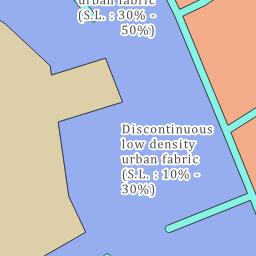 urban fabric
(S.L. : 30% -
50%)
Discontinuous
low density
urban fabric
(S.L. : 10% -
30%)